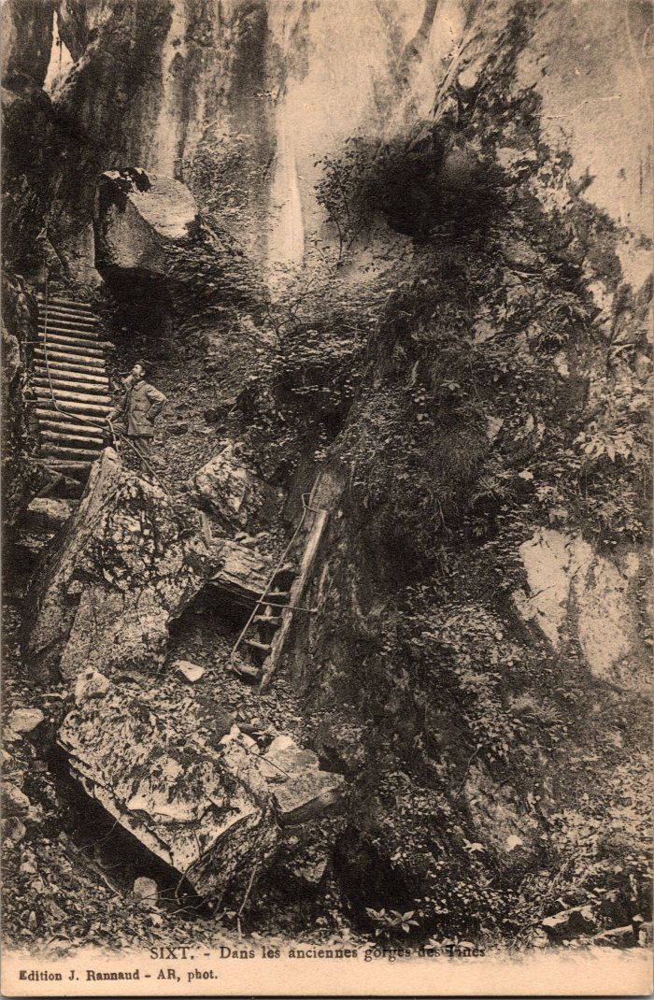 SIXT. - Dans les anciennes gorges des Tines
Edition J. Rannaud - AR, phot.